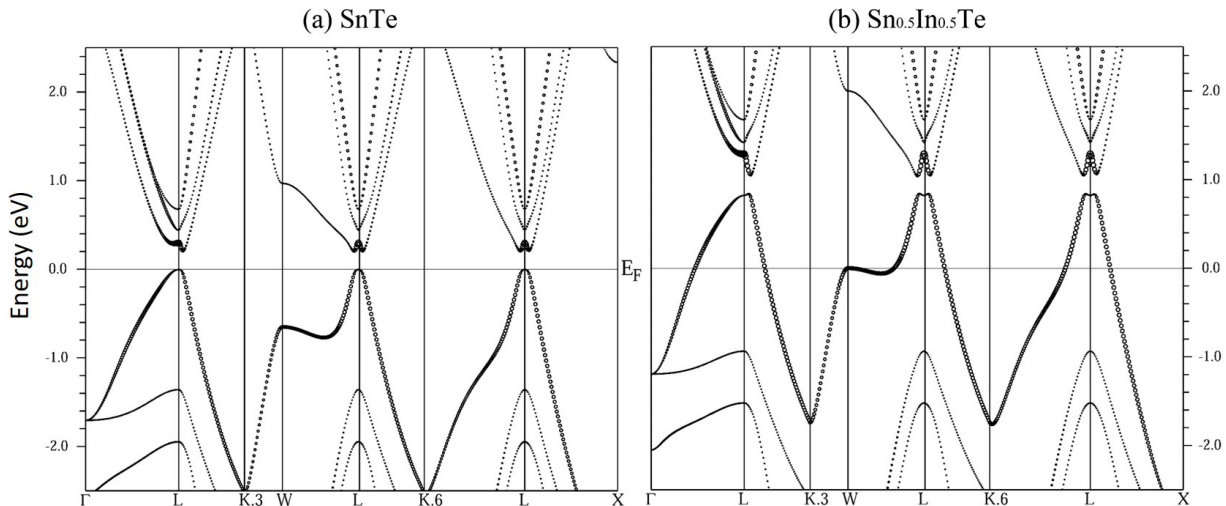 (a) SnTe
(b) Sn₀.₅In₀.₅Te
Energy (eV)
2.0
1.0
0.0
-1.0
-2.0
Γ L K.3 W L K.6 L X
E_F
2.0
1.0
0.0
-1.0
-2.0
Γ L K.3 W L K.6 L X